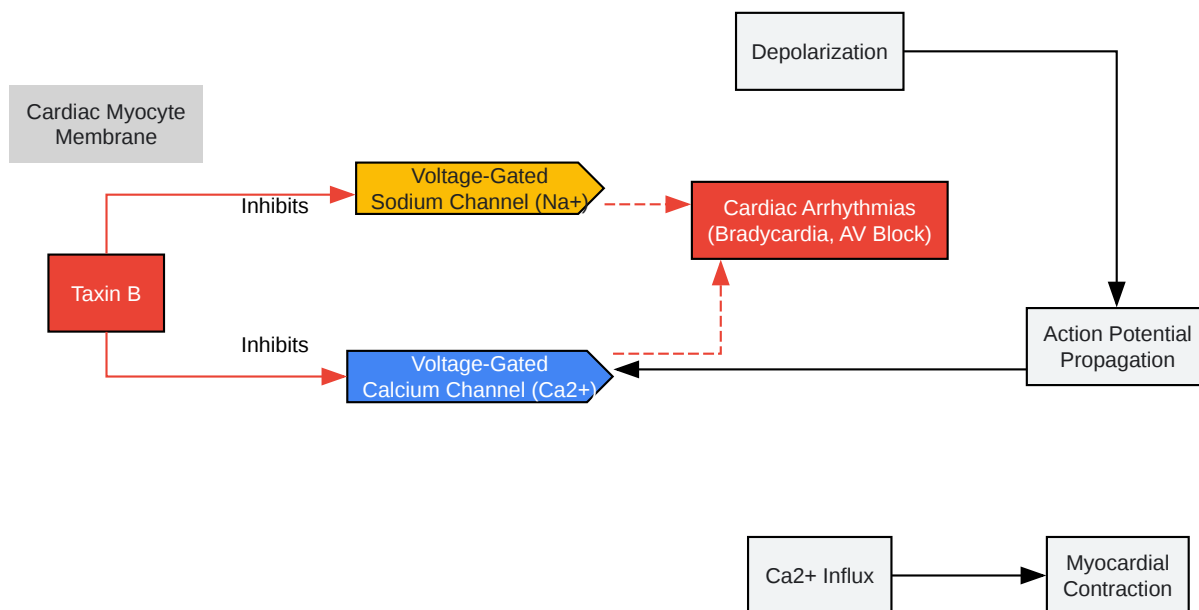 Depolarization
Cardiac Myocyte
Membrane
Voltage-Gated
Sodium Channel (Na+)
Inhibits
Cardiac Arrhythmias
(Bradycardia, AV Block)
Taxin B
Inhibits
Voltage-Gated
Calcium Channel (Ca2+)
Action Potential
Propagation
Ca2+ Influx
Myocardial
Contraction